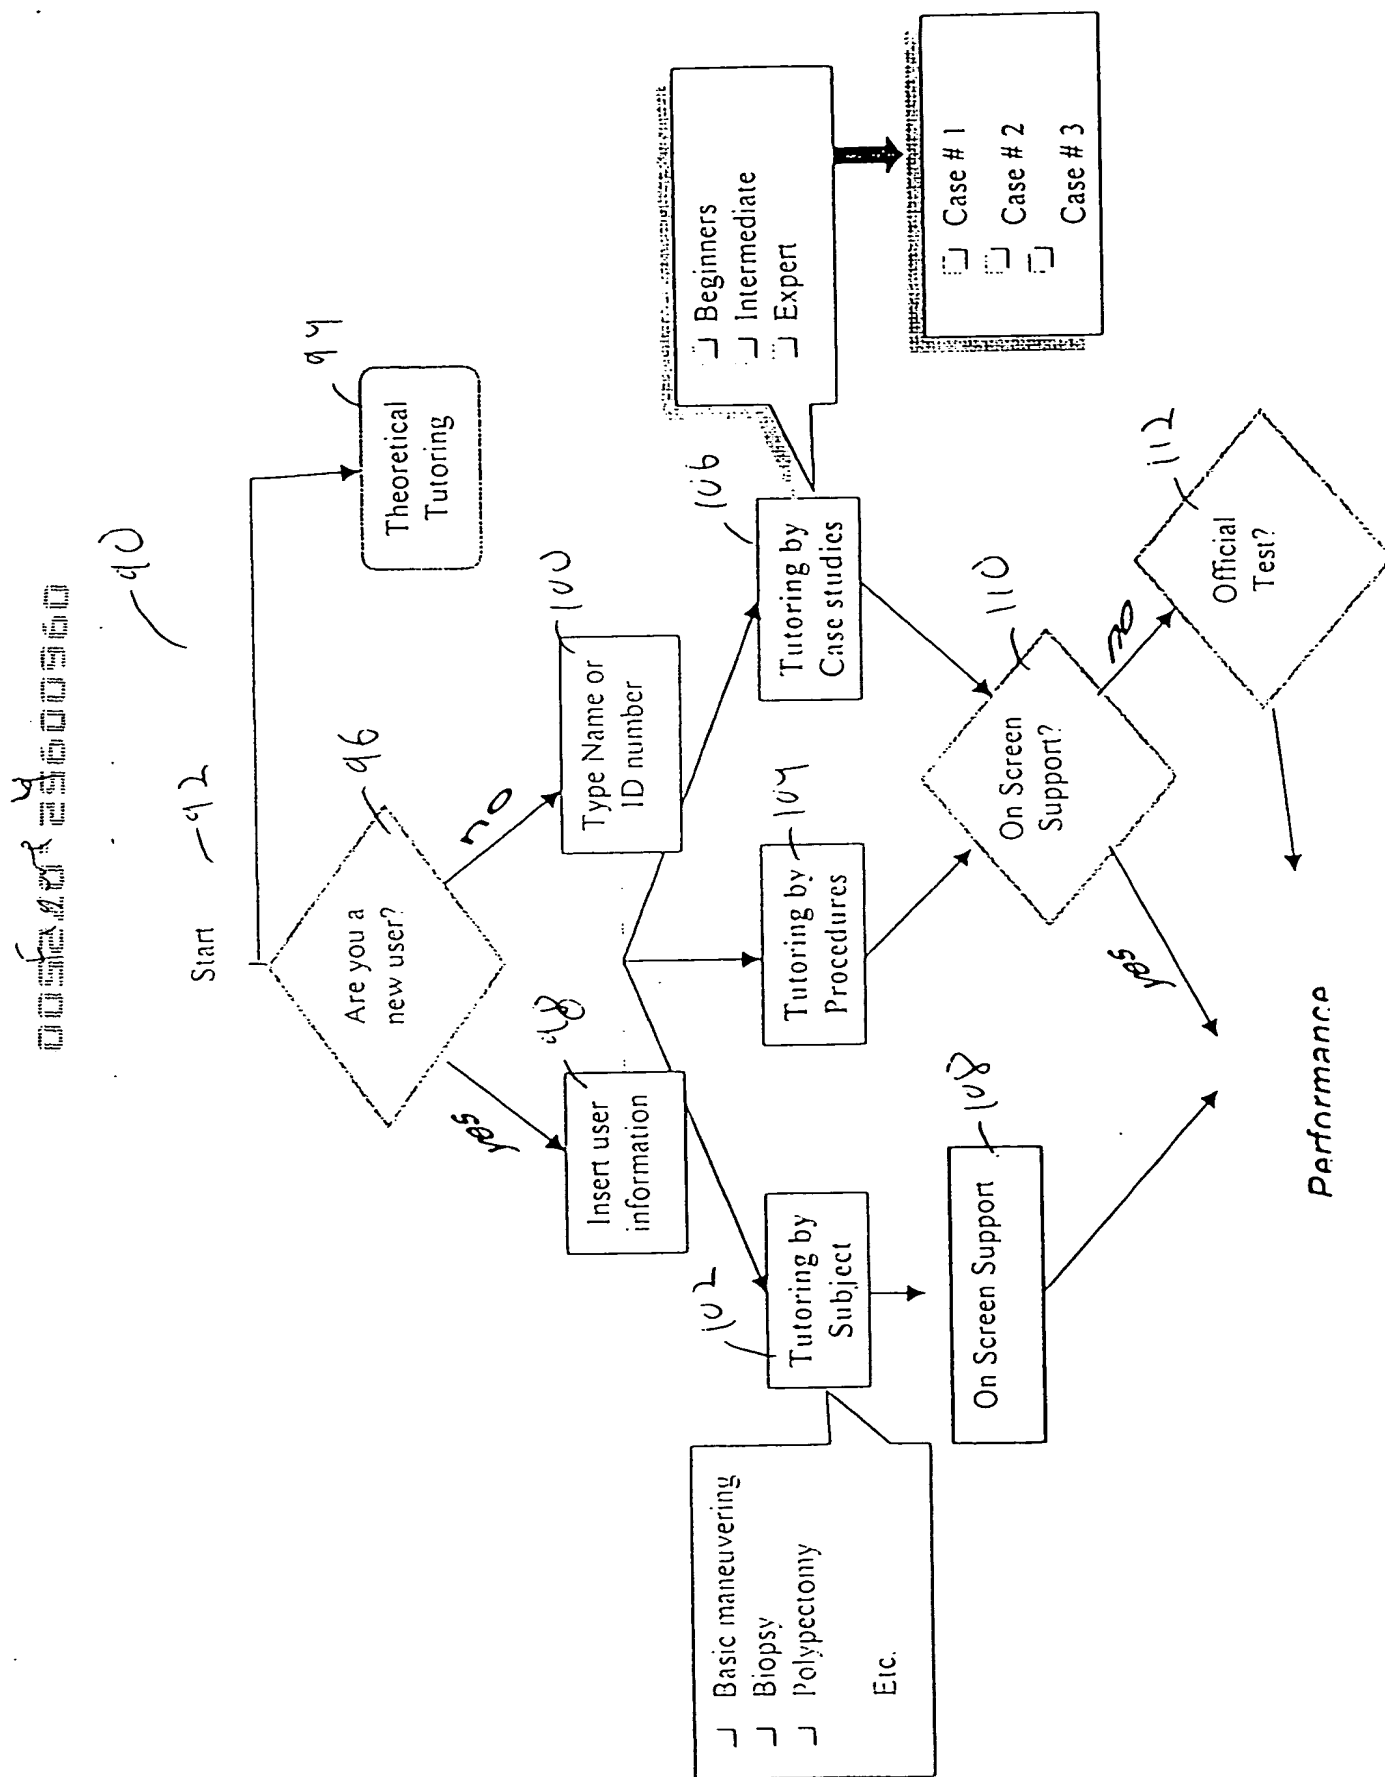 90
Start
92
94
Theoretical
Tutoring
96
Are you a
new user?
yes
no
98
Insert user
information
100
Type Name or
ID number
102
Tutoring by
Subject
104
Tutoring by
Procedures
106
Tutoring by
Case studies
Basic maneuvering
Biopsy
Polypectomy
Etc.
Beginners
Intermediate
Expert
Case # 1
Case # 2
Case # 3
108
On Screen Support
110
On Screen
Support?
yes
no
112
Official
Test?
Performance